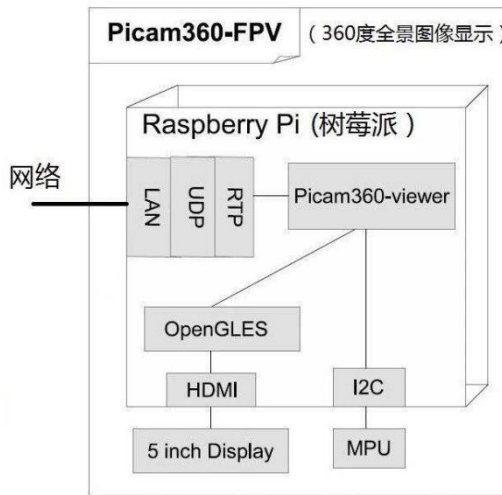 Picam360-FPV （360度全景图像显示）
Raspberry Pi (树莓派）
网络
LAN
UDP
RTP
Picam360-viewer
OpenGLES
HDMI
I2C
5 inch Display
MPU